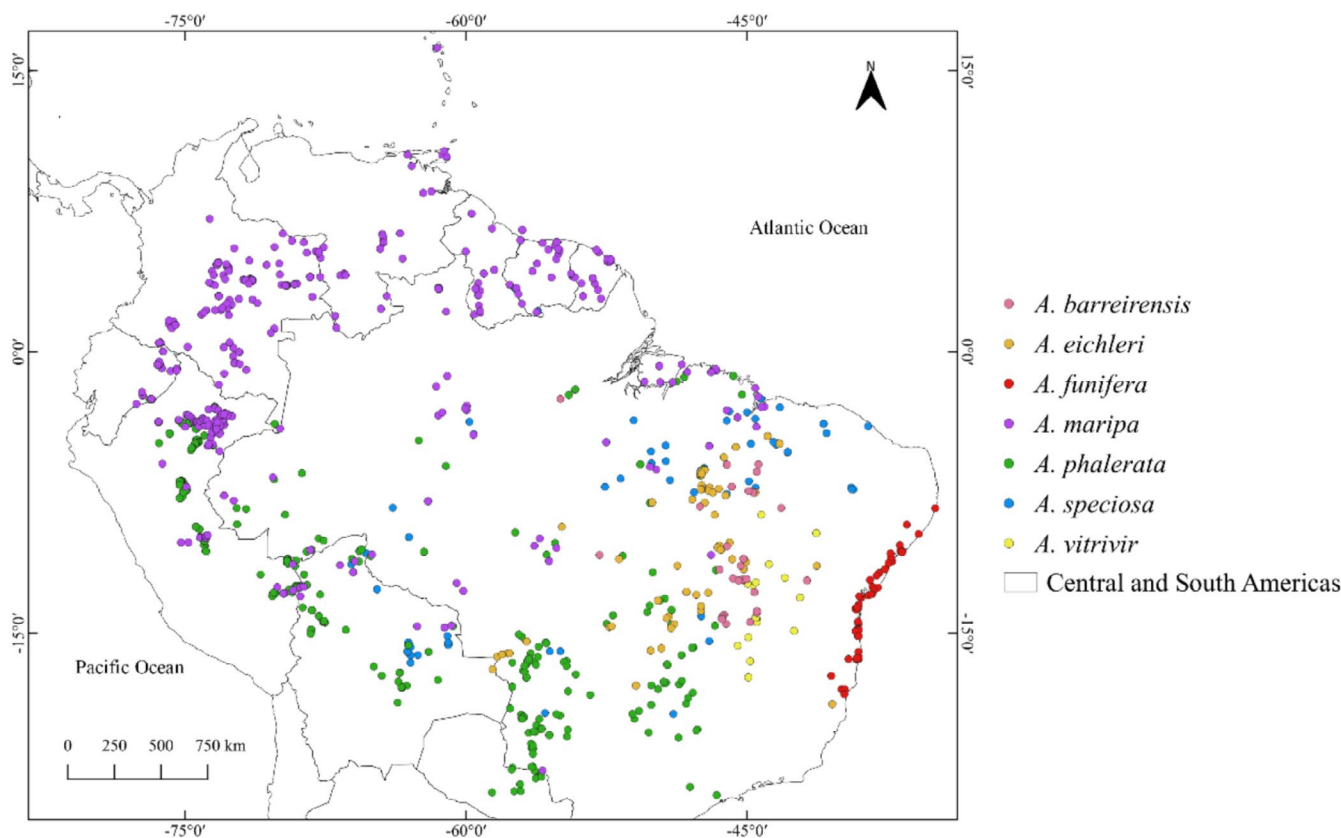 -75°0' -60°0' -45°0'
15°0' 15°0'
N
Atlantic Ocean
A. barreirensis
A. eichleri
A. funifera
0°0' 0°0'
A. maripa
A. phalerata
A. speciosa
A. vitrivir
Central and South Americas
-15°0' -15°0'
Pacific Ocean
0 250 500 750 km
-75°0' -60°0' -45°0'